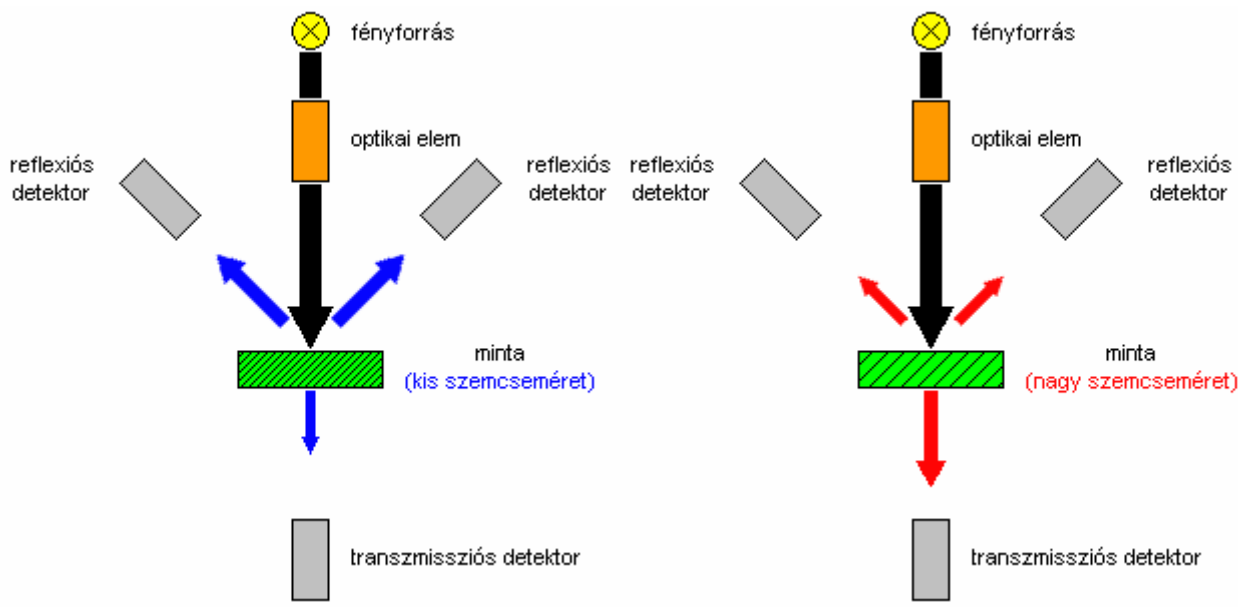 fényforrás
optikai elem
reflexiós
detektor
reflexiós
detektor
minta
(kis szemcseméret)
transzmissziós detektor
fényforrás
optikai elem
reflexiós
detektor
reflexiós
detektor
minta
(nagy szemcseméret)
transzmissziós detektor